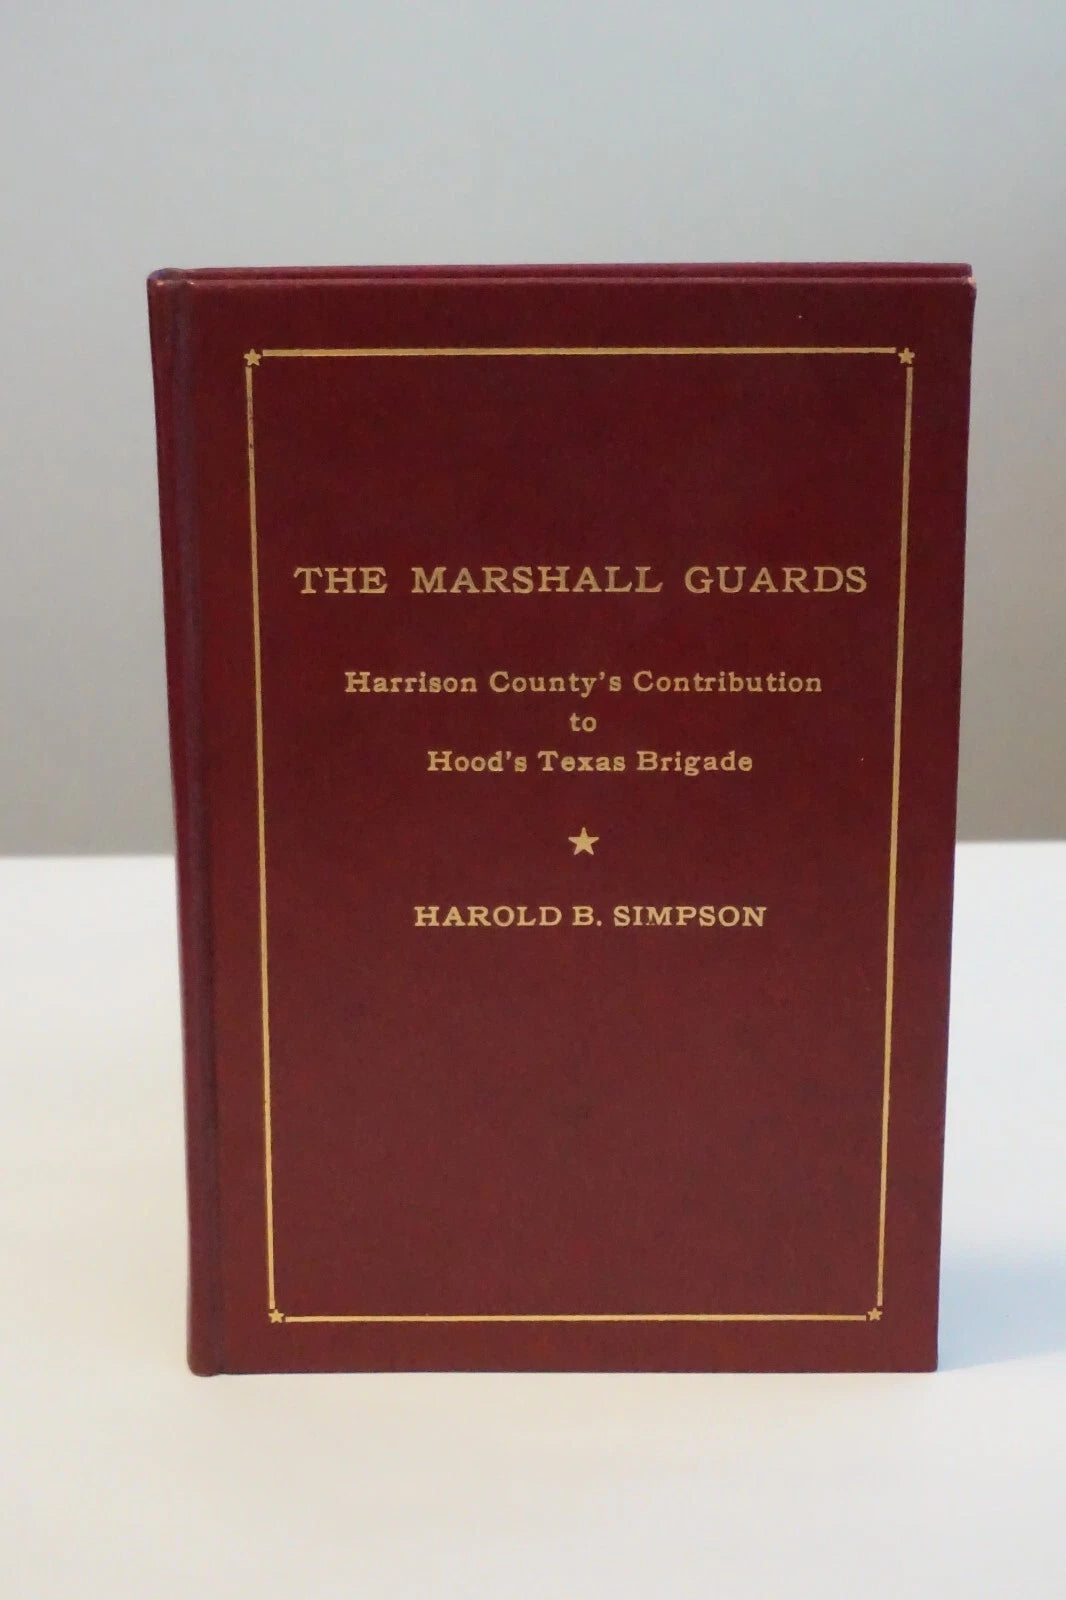 THE MARSHALL GUARDS
Harrison County's Contribution
to
Hood's Texas Brigade
HAROLD B. SIMPSON